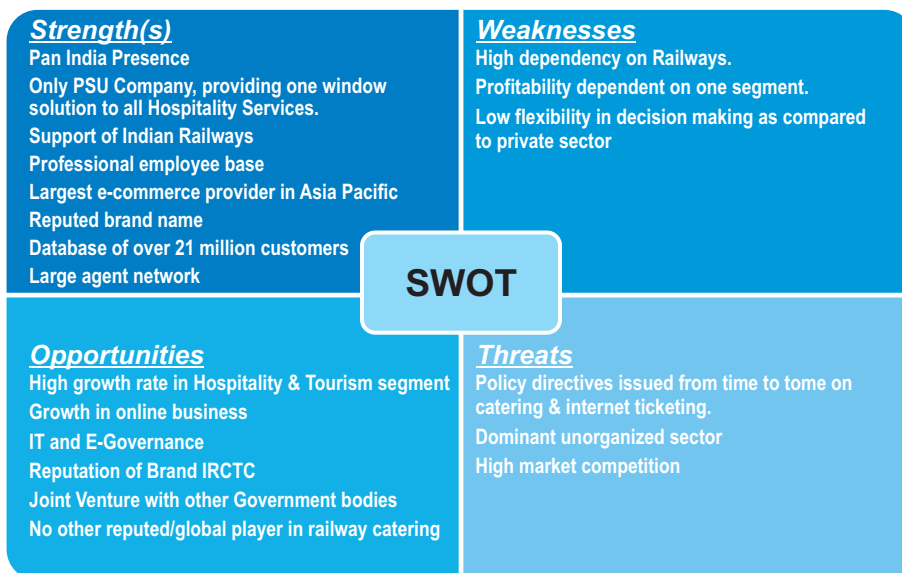 Strength(s)
Pan India Presence
Only PSU Company, providing one window
solution to all Hospitality Services.
Support of Indian Railways
Professional employee base
Largest e-commerce provider in Asia Pacific
Reputed brand name
Database of over 21 million customers
Large agent network
Weaknesses
High dependency on Railways.
Profitability dependent on one segment.
Low flexibility in decision making as compared
to private sector
SWOT
Opportunities
High growth rate in Hospitality & Tourism segment
Growth in online business
IT and E-Governance
Reputation of Brand IRCTC
Joint Venture with other Government bodies
No other reputed/global player in railway catering
Threats
Policy directives issued from time to tome on
catering & internet ticketing.
Dominant unorganized sector
High market competition